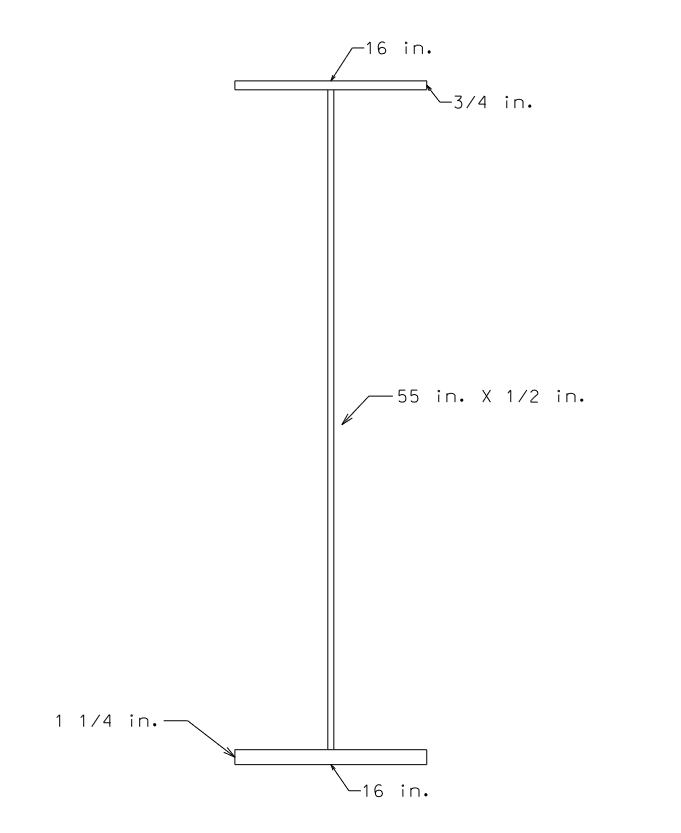 16 in.
3/4 in.
55 in. X 1/2 in.
1 1/4 in.
16 in.